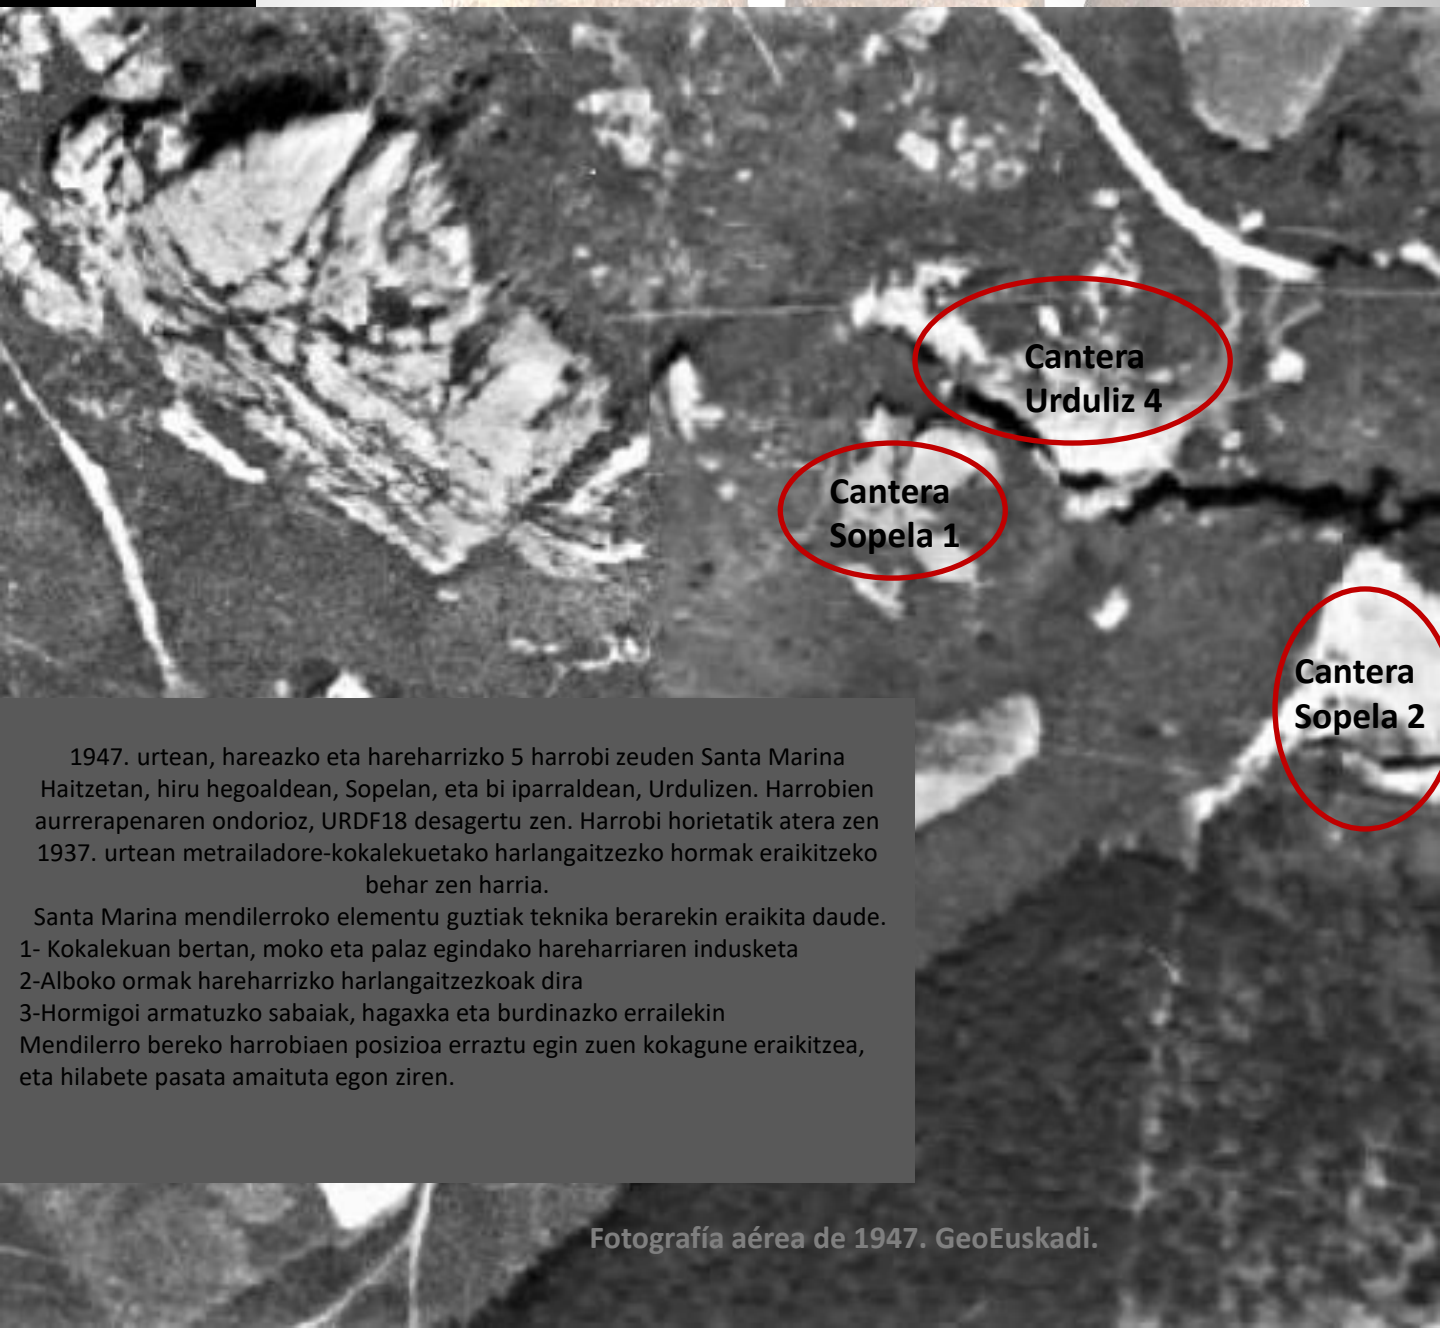 Cantera
Urduliz 4
Cantera
Sopela 1
Cantera
Sopela 2
1947. urtean, hareazko eta hareharrizko 5 harrobi zeuden Santa Marina
Haitzetan, hiru hegoaldean, Sopelan, eta bi iparraldean, Urdulizen. Harrobien
aurrerapenaren ondorioz, URDF18 desagertu zen. Harrobi horietatik atera zen
1937. urtean metrailadore-kokalekuetako harlangaitzezko hormak eraikitzeko
behar zen harria.
Santa Marina mendilerroko elementu guztiak teknika berarekin eraikita daude.
1- Kokalekuan bertan, moko eta palaz egindako hareharriaren indusketa
2-Alboko ormak hareharrizko harlangaitzezkoak dira
3-Hormigoi armatuzko sabaiak, hagaxka eta burdinazko errailekin
Mendilerro bereko harrobiaen posizioa erraztu egin zuen kokagune eraikitzea,
eta hilabete pasata amaituta egon ziren.
Fotografía aérea de 1947. GeoEuskadi.